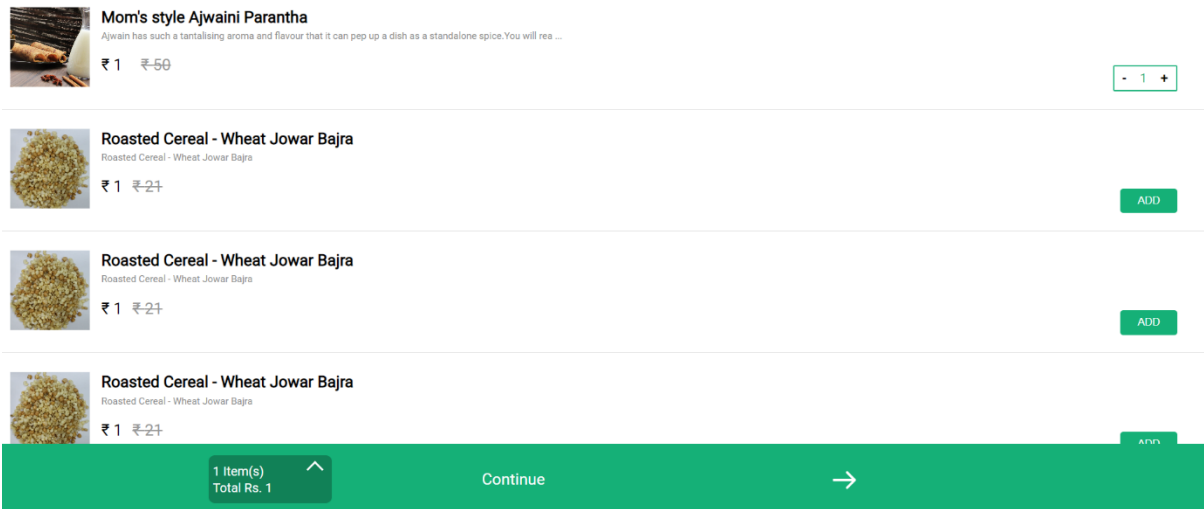 Mom's style Ajwaini Parantha
Ajwain has such a tantalising aroma and flavour that it can pep up a dish as a standalone spice.You will rea ...
₹ 1 ₹ 50
- 1 +
Roasted Cereal - Wheat Jowar Bajra
Roasted Cereal - Wheat Jowar Bajra
₹ 1 ₹ 21
ADD
Roasted Cereal - Wheat Jowar Bajra
Roasted Cereal - Wheat Jowar Bajra
₹ 1 ₹ 21
ADD
Roasted Cereal - Wheat Jowar Bajra
Roasted Cereal - Wheat Jowar Bajra
₹ 1 ₹ 21
ADD
1 Item(s)
Total Rs. 1
Continue